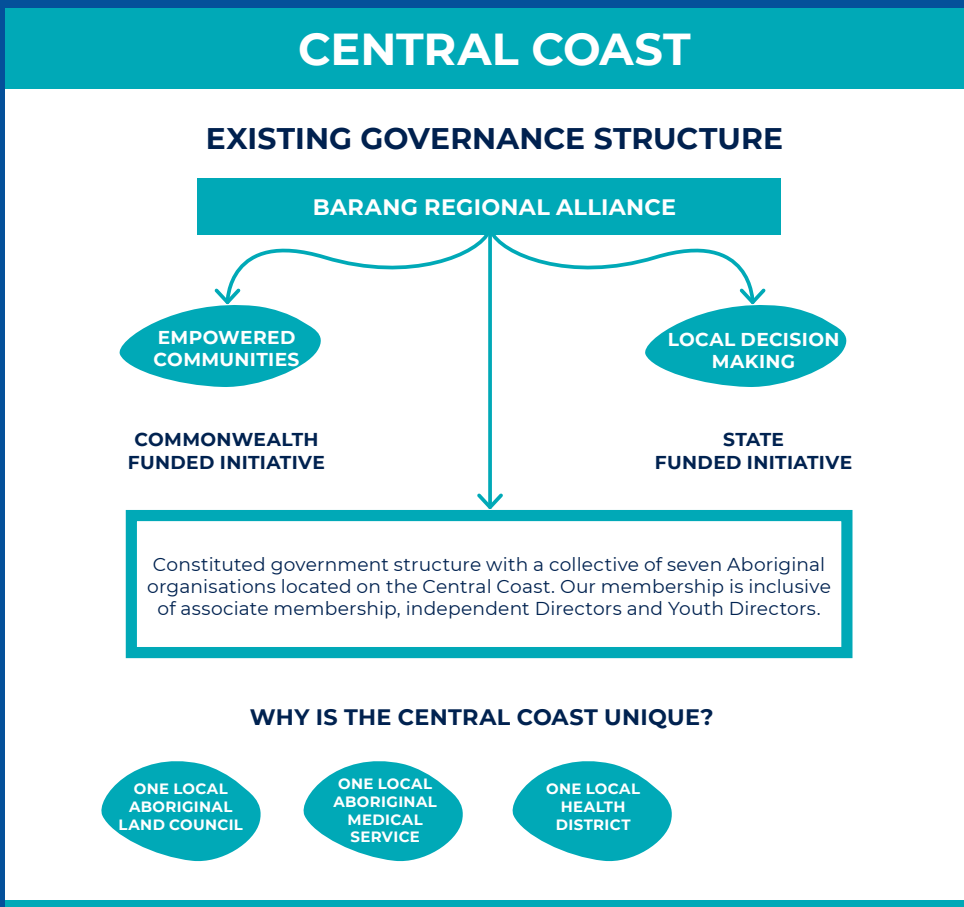 CENTRAL COAST
EXISTING GOVERNANCE STRUCTURE
BARANG REGIONAL ALLIANCE
EMPOWERED
COMMUNITIES
LOCAL DECISION
MAKING
COMMONWEALTH
FUNDED INITIATIVE
STATE
FUNDED INITIATIVE
Constituted government structure with a collective of seven Aboriginal
organisations located on the Central Coast. Our membership is inclusive
of associate membership, independent Directors and Youth Directors.
WHY IS THE CENTRAL COAST UNIQUE?
ONE LOCAL
ABORIGINAL
LAND COUNCIL
ONE LOCAL
ABORIGINAL
MEDICAL
SERVICE
ONE LOCAL
HEALTH
DISTRICT